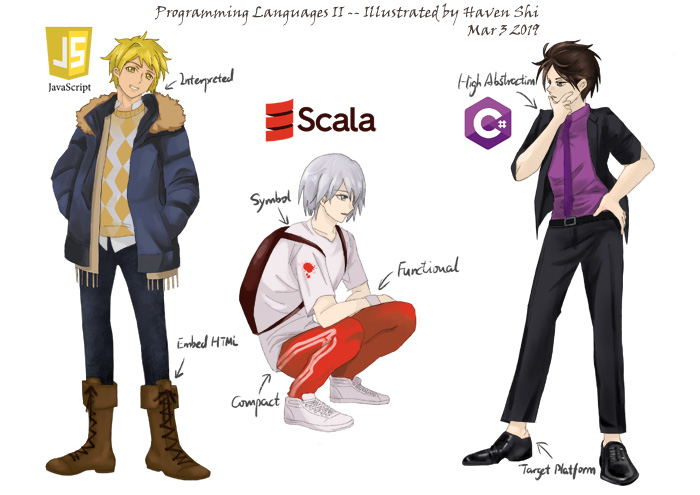 Programming Languages II -- Illustrated by Haven Shi
Mar 3 2019
JS
JavaScript
Interpreted
Embed HTML
Scala
Symbol
Functional
Compact
High Abstraction
C#
Target Platform